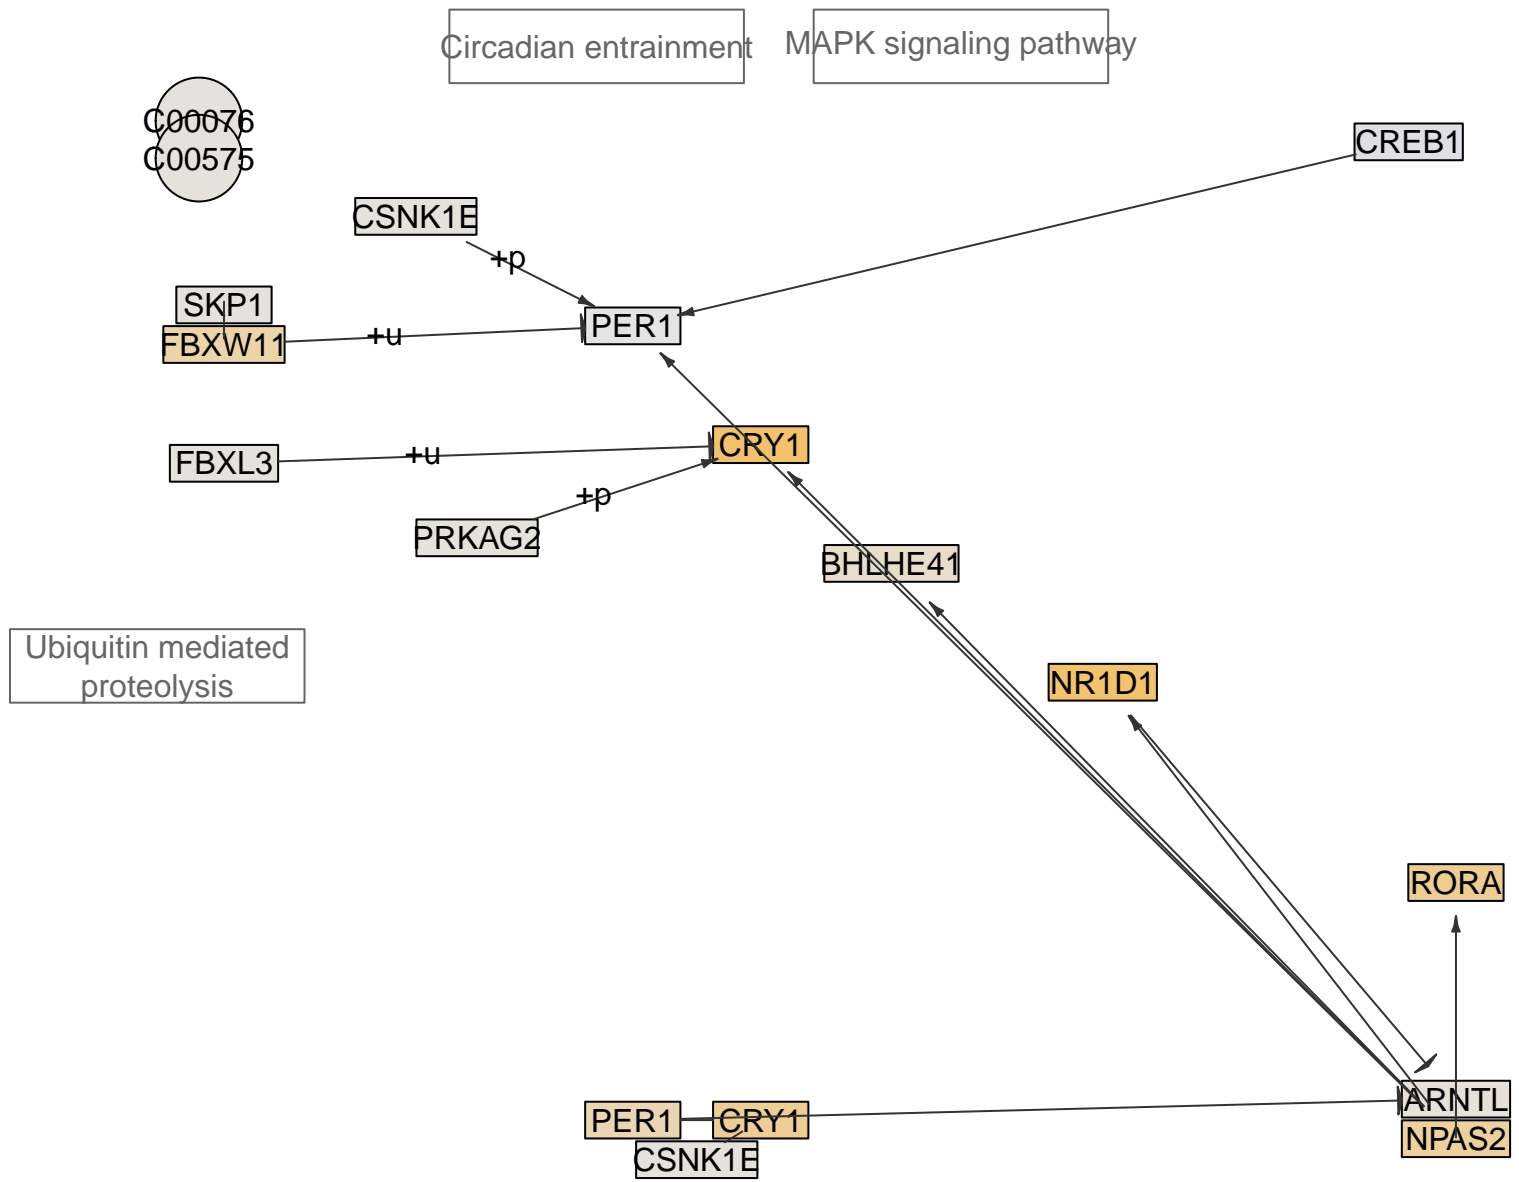 Circadian entrainment
MAPK signaling pathway
C00076
C00575
CREB1
CSNK1E
+p
SKP1
FBXW11
+u
PER1
FBXL3
+u
CRY1
+p
PRKAG2
BHLHE41
Ubiquitin mediated
proteolysis
NR1D1
RORA
ARNTL
NPAS2
PER1
CRY1
CSNK1E